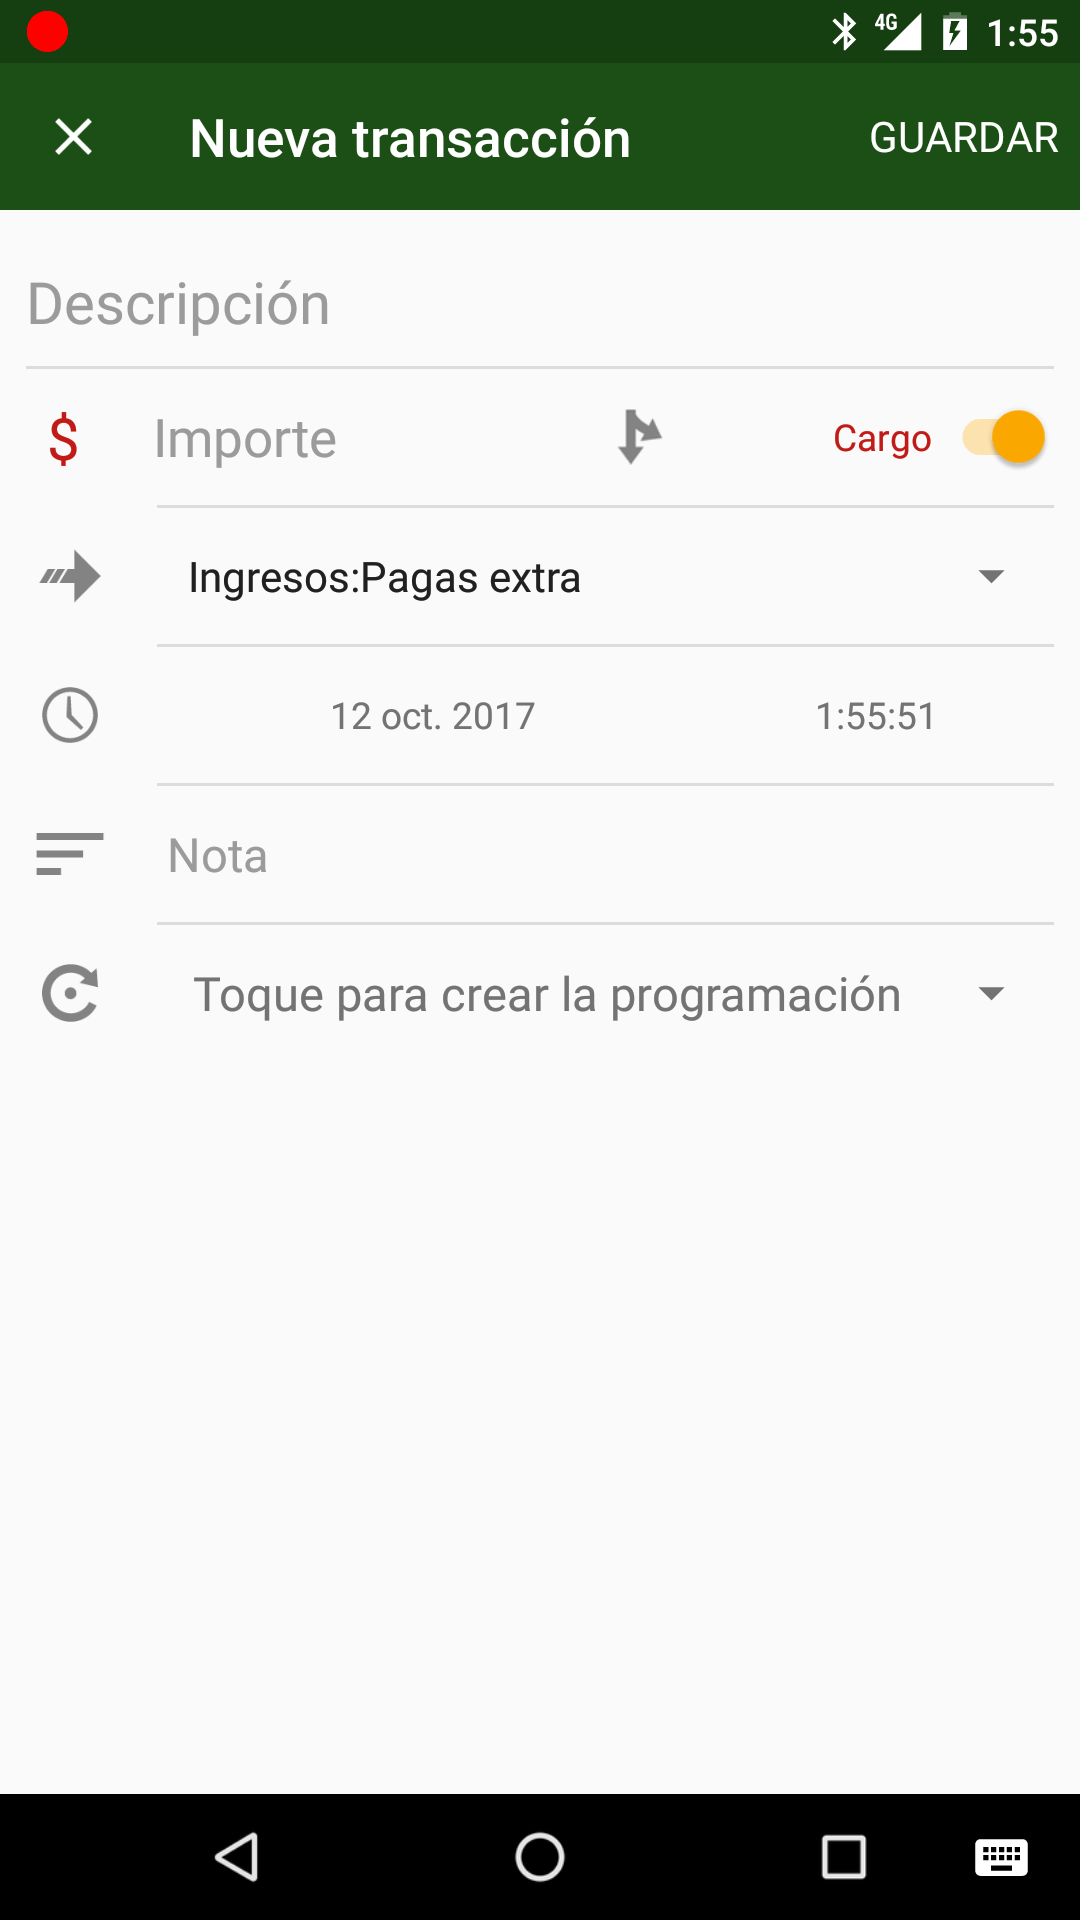 4G 1:55
Nueva transacción GUARDAR
Descripción
$ Importe Cargo
Ingresos:Pagas extra
12 oct. 2017 1:55:51
Nota
Toque para crear la programación